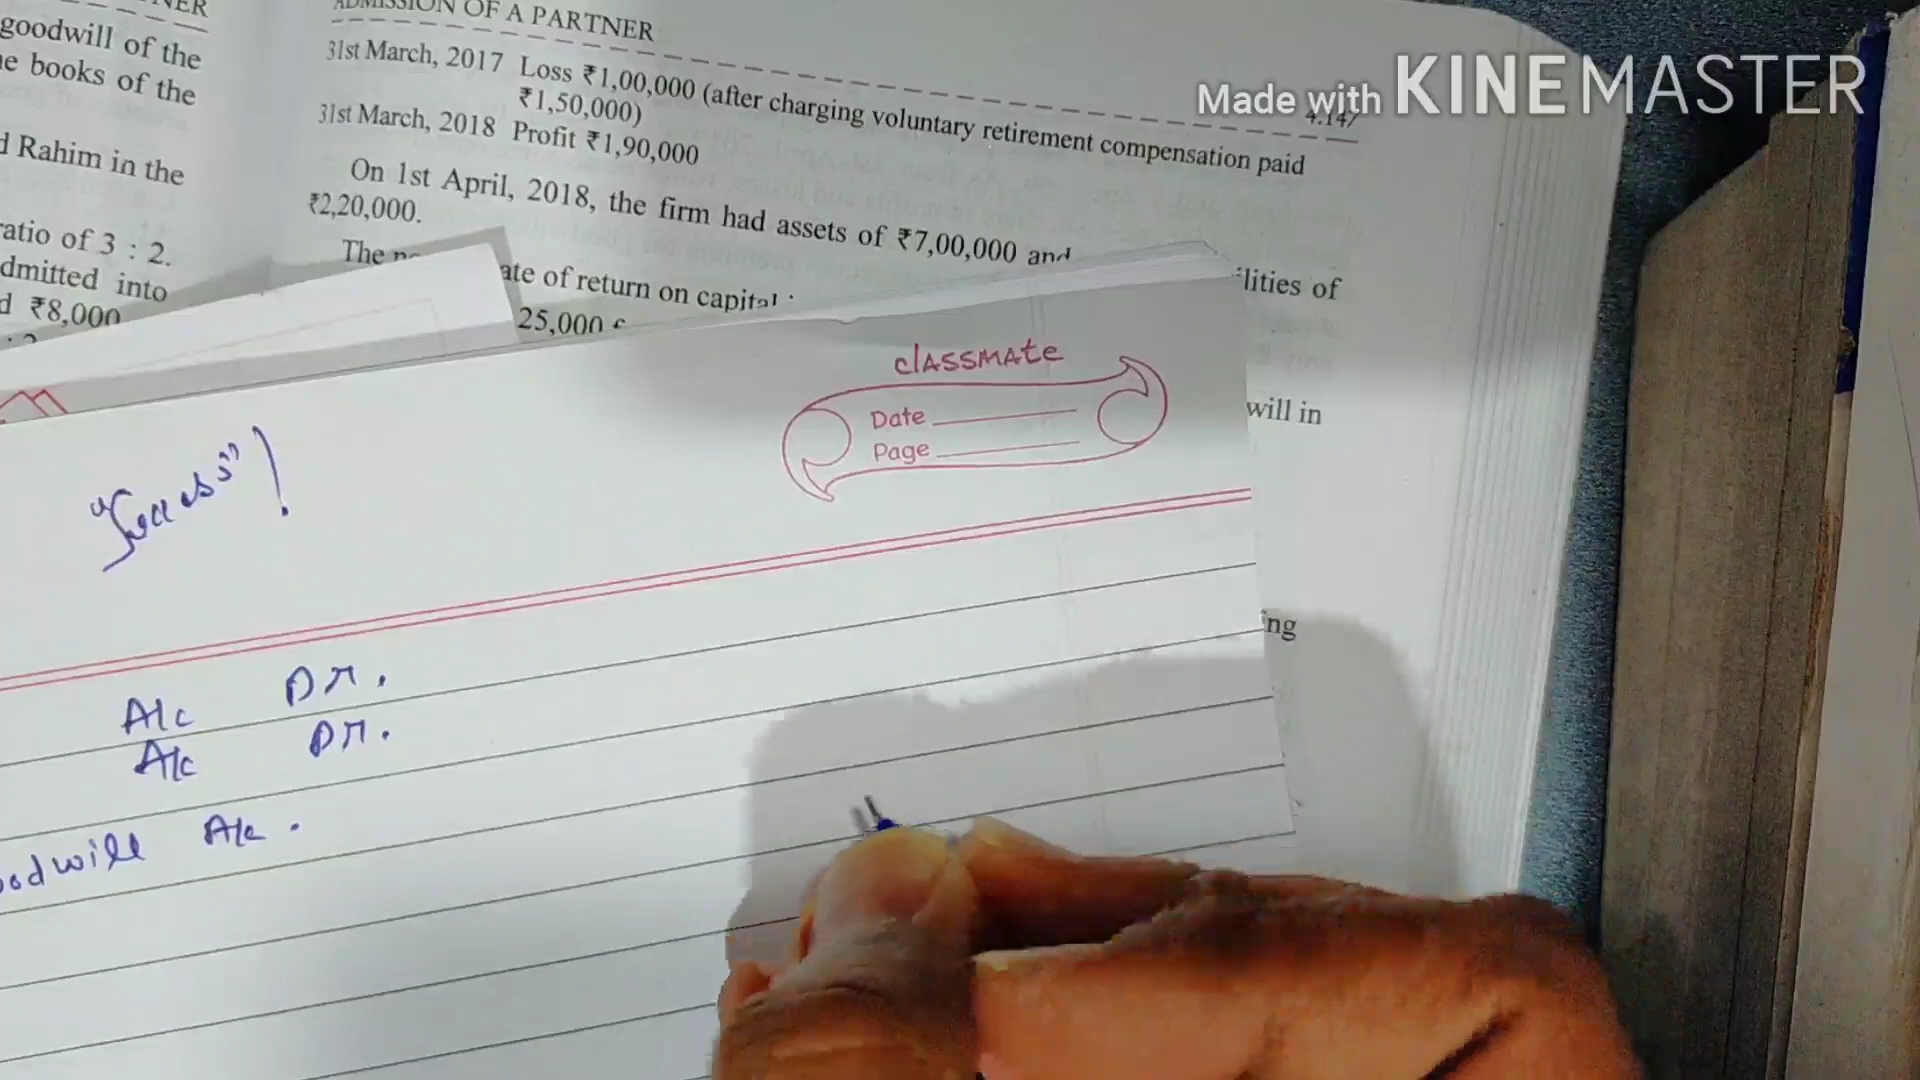 NER
goodwill of the
e books of the
d Rahim in the
ratio of 3 : 2.
dmitted into
d ₹8,000
ADMISSION OF A PARTNER
4.147
31st March, 2017 Loss ₹1,00,000 (after charging voluntary retirement compensation paid
₹1,50,000)
31st March, 2018 Profit ₹1,90,000
On 1st April, 2018, the firm had assets of ₹7,00,000 and
lities of
₹2,20,000.
The ate of return on capital
25,000
will in
ing
Made with KINEMASTER
classmate
Date
Page
A/c Dr.
A/c Dr.
oodwill A/c .